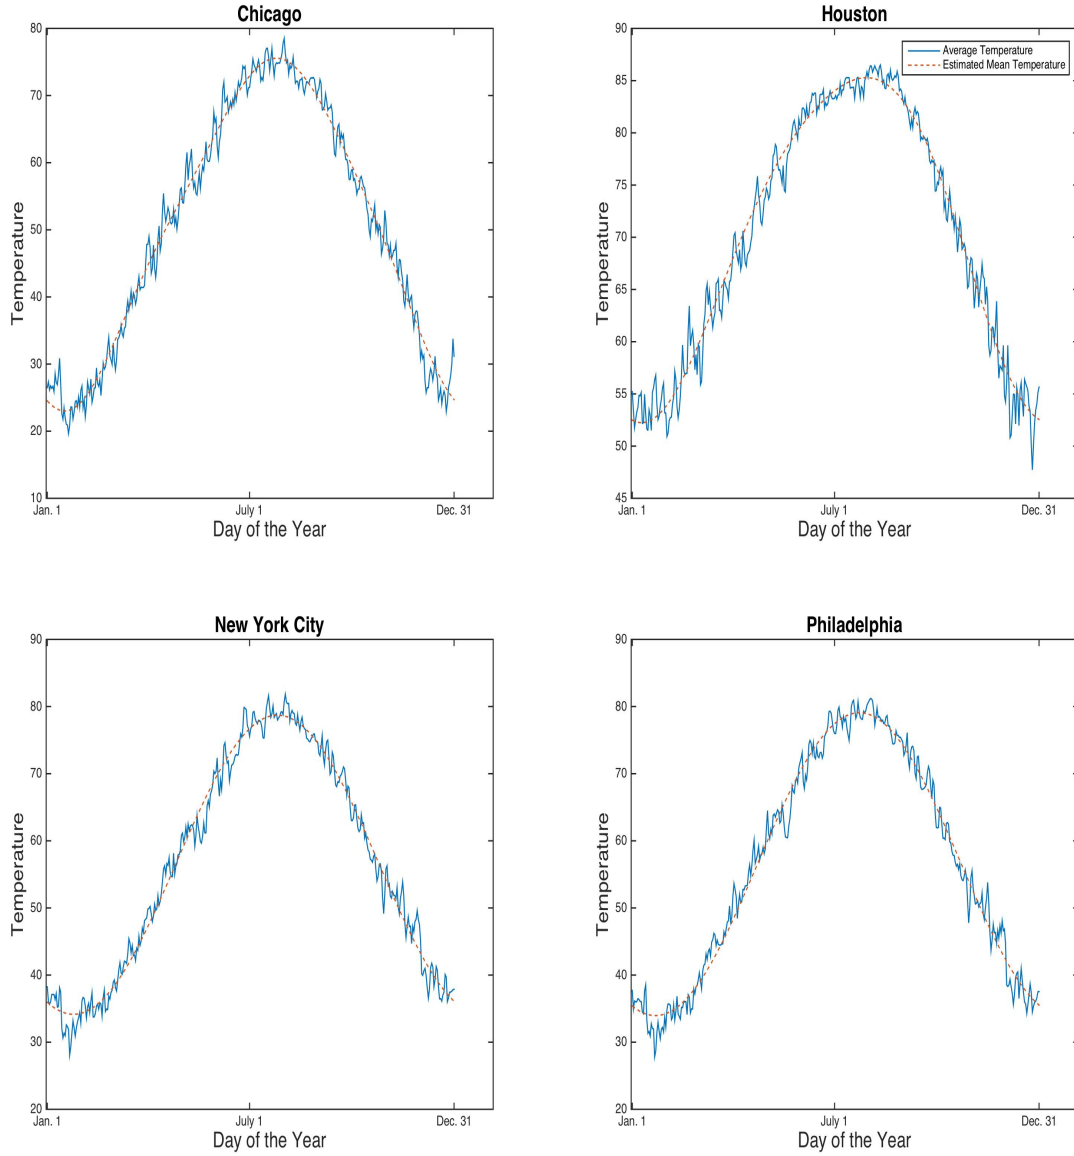 Chicago
80
70
60
50
40
30
20
10
Temperature
Jan. 1 July 1 Dec. 31
Day of the Year
Houston
Average Temperature
Estimated Mean Temperature
90
85
80
75
70
65
60
55
50
45
Temperature
Jan. 1 July 1 Dec. 31
Day of the Year
New York City
90
80
70
60
50
40
30
20
Temperature
Jan. 1 July 1 Dec. 31
Day of the Year
Philadelphia
90
80
70
60
50
40
30
20
Temperature
Jan. 1 July 1 Dec. 31
Day of the Year